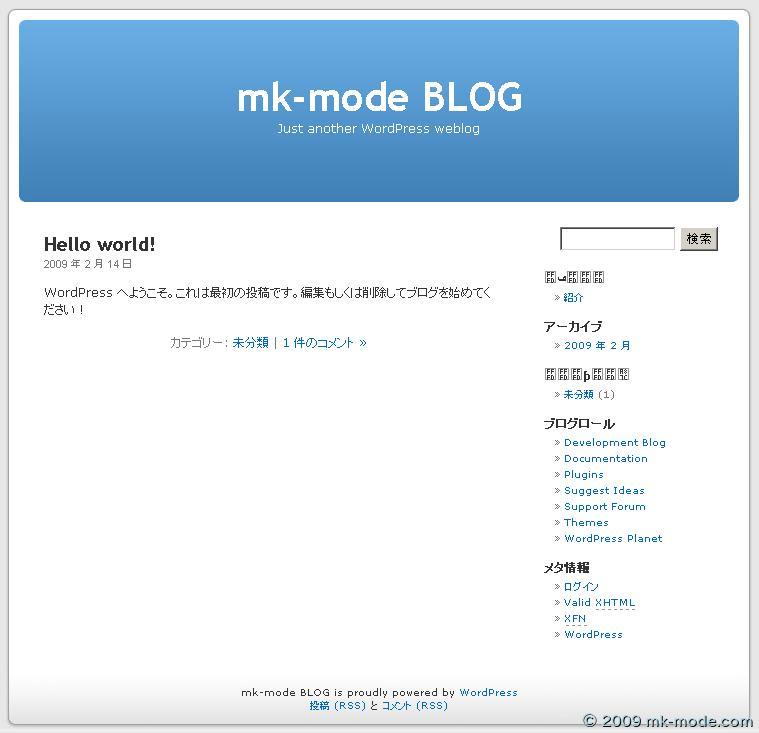 mk-mode BLOG
Just another WordPress weblog
Hello world!
2009 年 2 月 14 日
WordPress へようこそ。これは最初の投稿です。編集もしくは削除してブログを始めてく
ださい !
カテゴリー: 未分類 | 1 件のコメント »
検索
» 紹介
アーカイブ
» 2009 年 2 月
» 未分類 (1)
ブログロール
» Development Blog
» Documentation
» Plugins
» Suggest Ideas
» Support Forum
» Themes
» WordPress Planet
メタ情報
» ログイン
» Valid XHTML
» XFN
» WordPress
mk-mode BLOG is proudly powered by WordPress
投稿 (RSS) と コメント (RSS)
© 2009 mk-mode.com